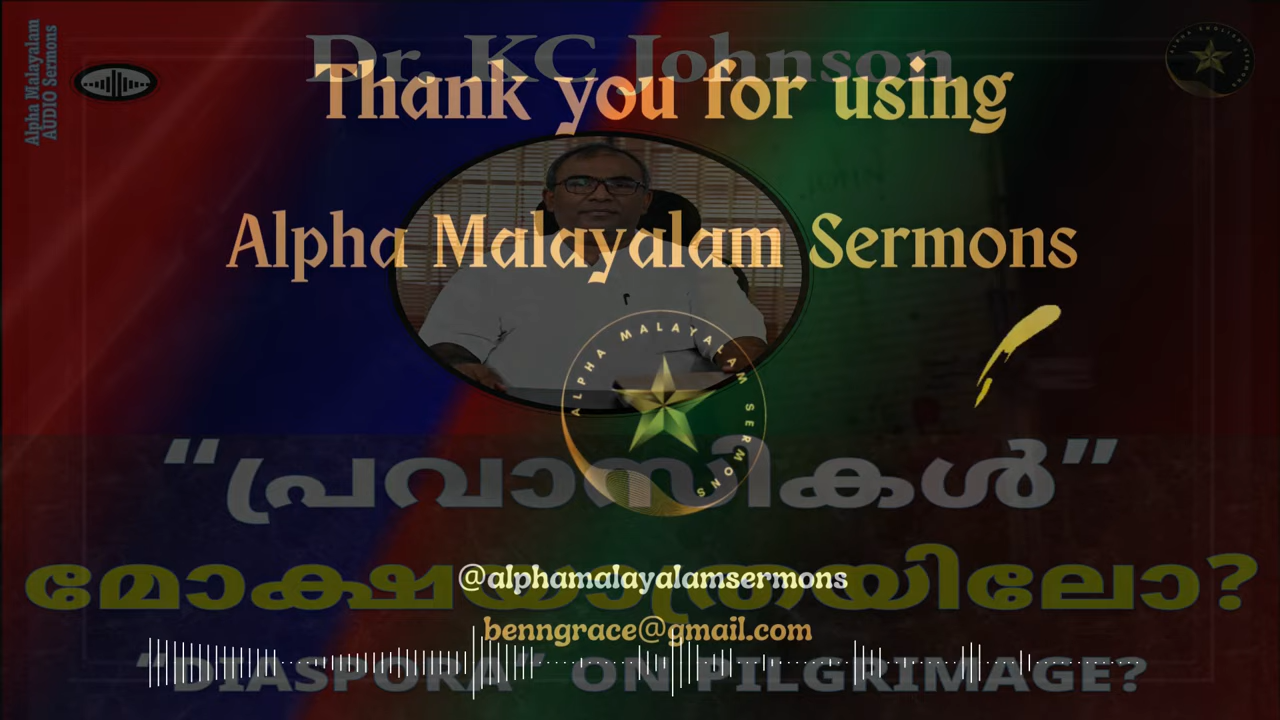 Alpha Malayalam
AUDIO Sermons
Dr. KC Johnson
Thank you for using
Alpha Malayalam Sermons
ALPHA MALAYALAM SERMONS
“പ്രവാസികൾ”
മോക്ഷയാത്രയിലോ?
@alphamalayalamsermons
benngrace@gmail.com
“DIASPORA” ON PILGRIMAGE?